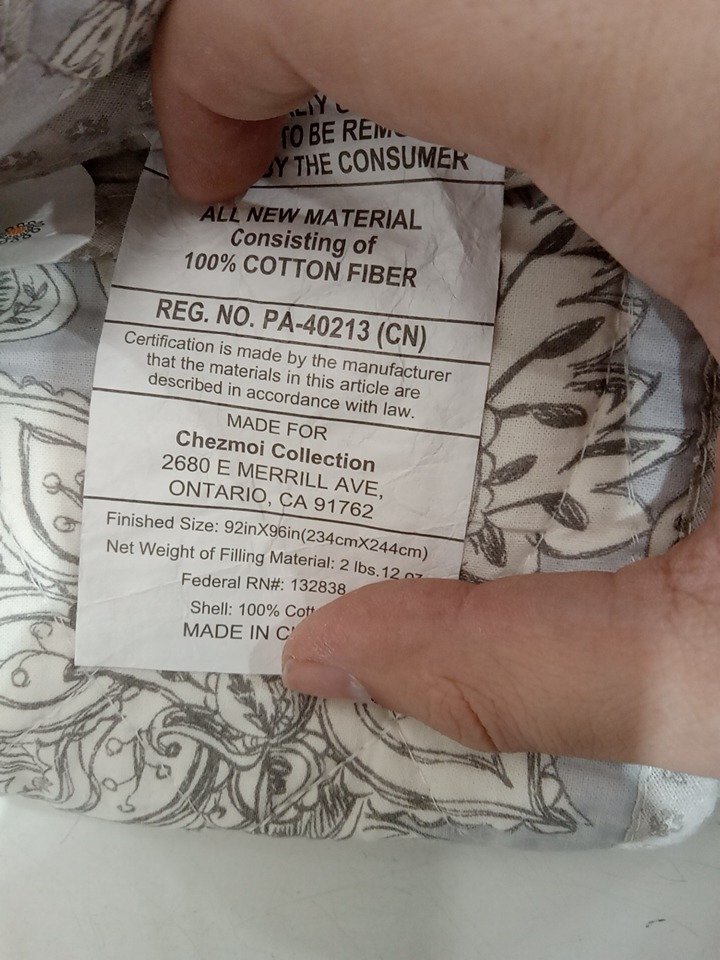 TO BE
BY THE CONSUMER
ALL NEW MATERIAL
Consisting of
100% COTTON FIBER
REG. NO. PA-40213 (CN)
Certification is made by the manufacturer
that the materials in this article are
described in accordance with law.
MADE FOR
Chezmoi Collection
2680 E MERRILL AVE,
ONTARIO, CA 91762
Finished Size: 92inX96in(234cmX244cm)
Net Weight of Filling Material: 2 lbs.12 oz
Federal RN#: 132838
Shell: 100%
MADE IN